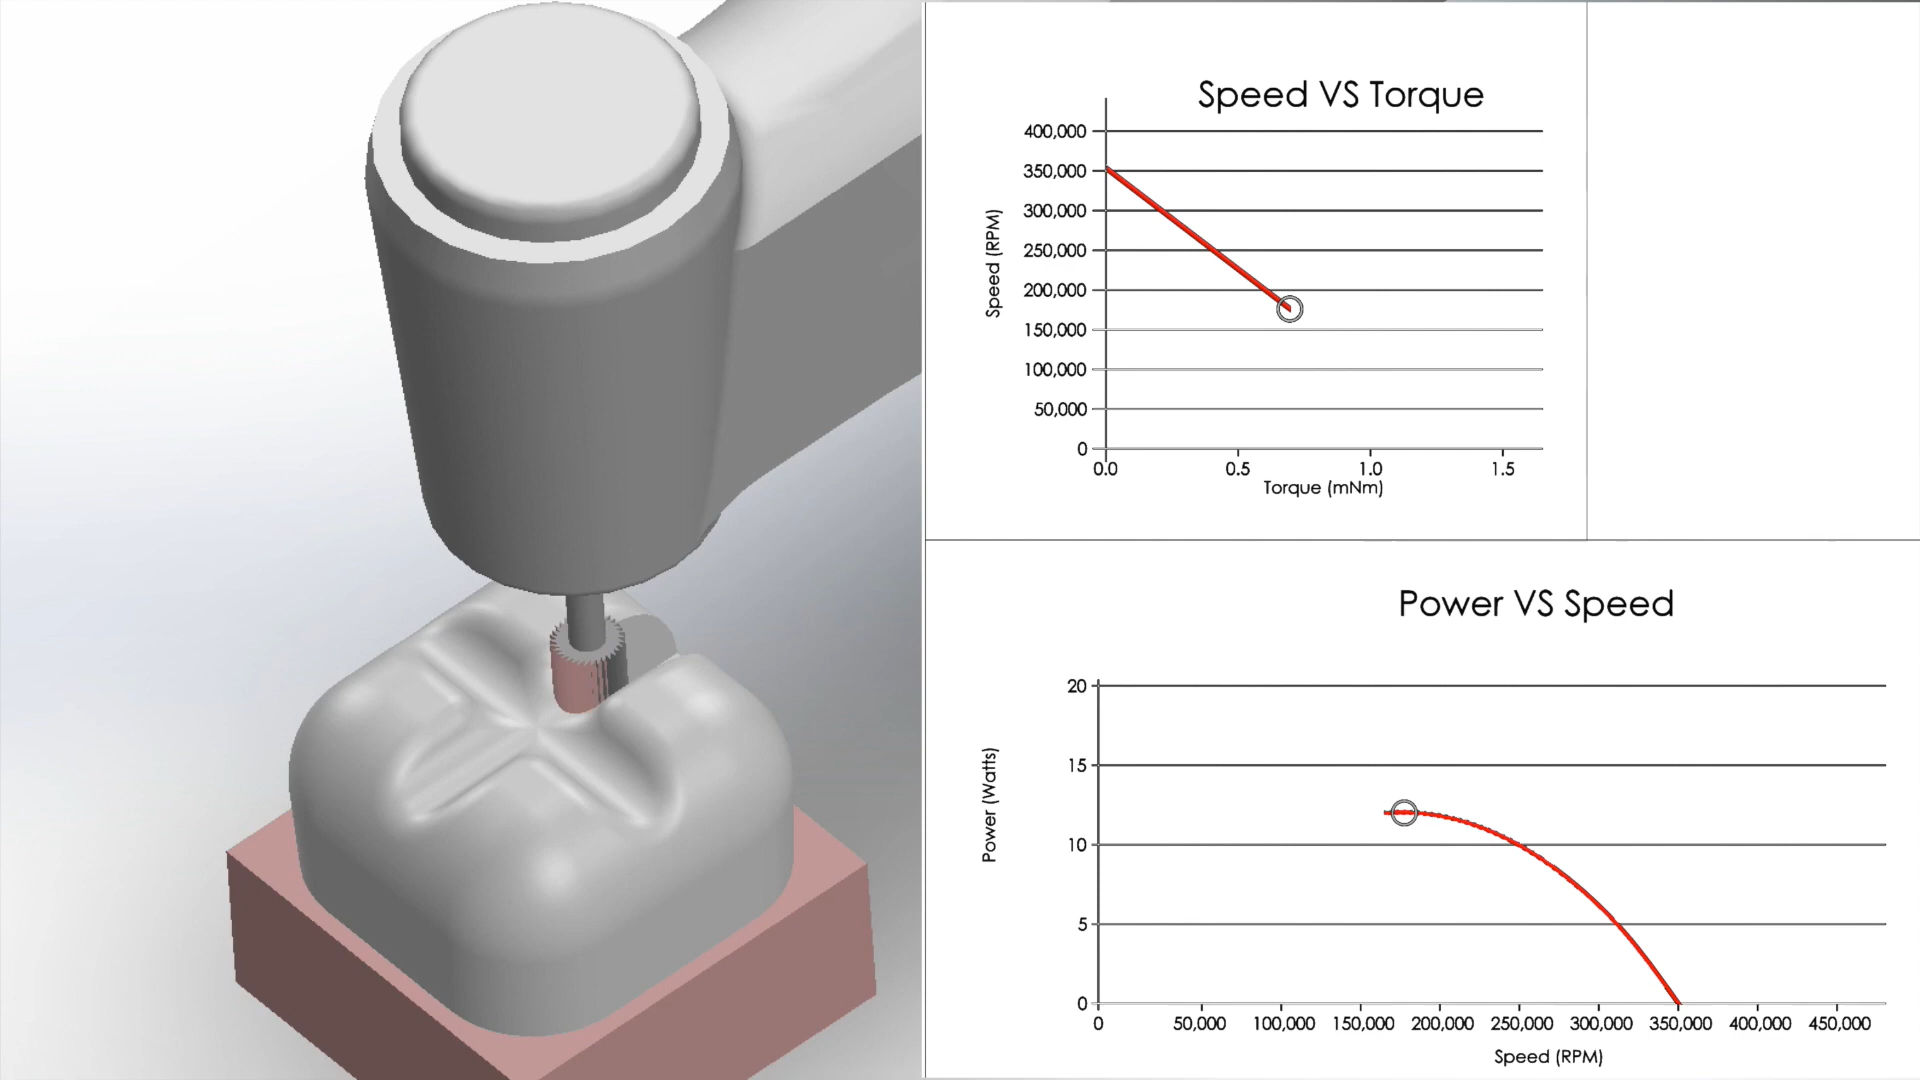 Speed VS Torque
400,000
350,000
300,000
250,000
200,000
150,000
100,000
50,000
0
Speed (RPM)
0.0 0.5 1.0 1.5
Torque (mNm)
Power VS Speed
20
15
10
5
0
Power (Watts)
0 50,000 100,000 150,000 200,000 250,000 300,000 350,000 400,000 450,000
Speed (RPM)